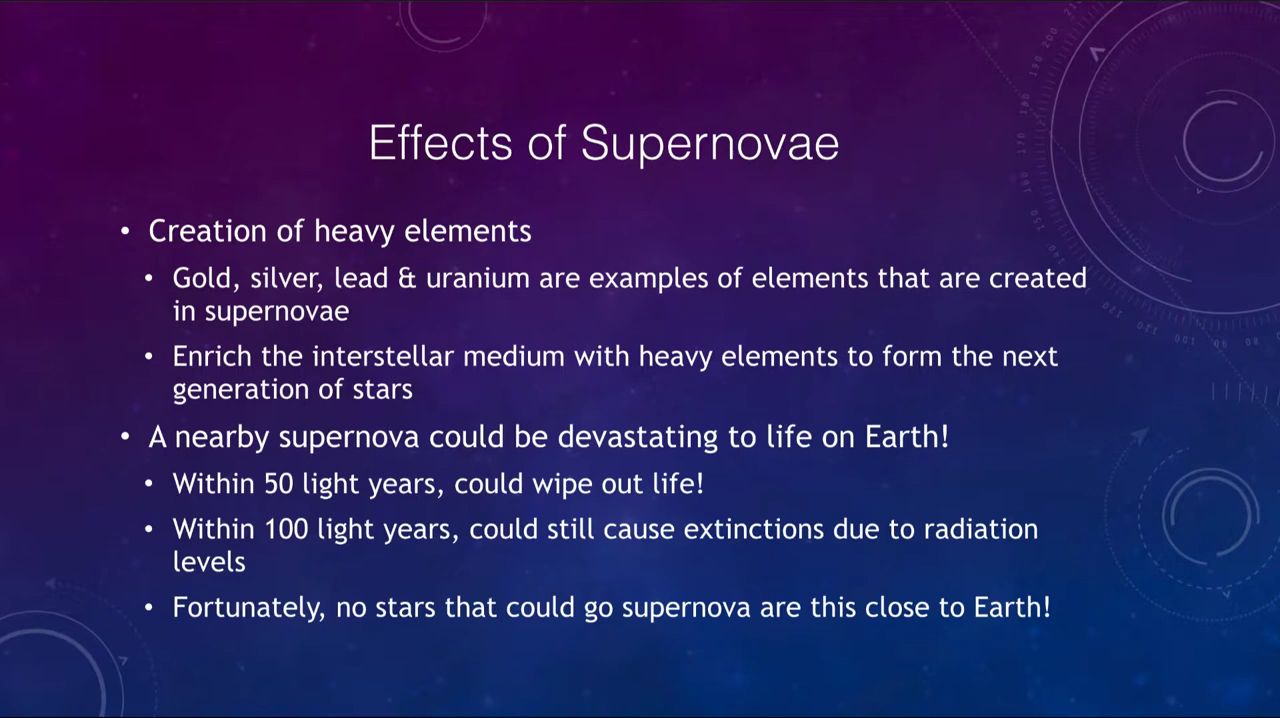 Effects of Supernovae
• Creation of heavy elements
• Gold, silver, lead & uranium are examples of elements that are created
in supernovae
• Enrich the interstellar medium with heavy elements to form the next
generation of stars
• A nearby supernova could be devastating to life on Earth!
• Within 50 light years, could wipe out life!
• Within 100 light years, could still cause extinctions due to radiation
levels
• Fortunately, no stars that could go supernova are this close to Earth!